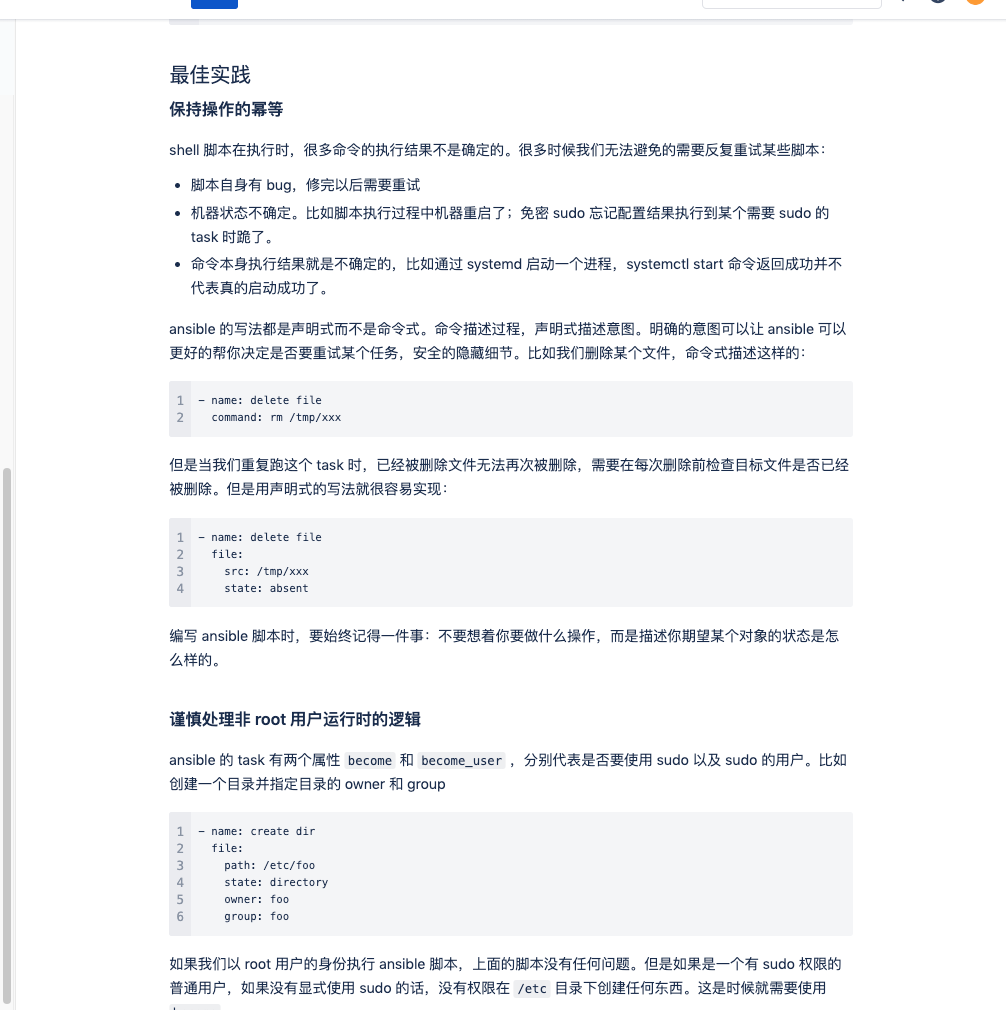 最佳实践
保持操作的幂等
shell 脚本在执行时，很多命令的执行结果不是确定的。很多时候我们无法避免的需要反复重试某些脚本：
• 脚本自身有 bug，修完以后需要重试
• 机器状态不确定。比如脚本执行过程中机器重启了；免密 sudo 忘记配置结果执行到某个需要 sudo 的
task 时跪了。
• 命令本身执行结果就是不确定的，比如通过 systemd 启动一个进程，systemctl start 命令返回成功并不
代表真的启动成功了。
ansible 的写法都是声明式而不是命令式。命令描述过程，声明式描述意图。明确的意图可以让 ansible 可以
更好的帮你决定是否要重试某个任务，安全的隐藏细节。比如我们删除某个文件，命令式描述这样的：
1 - name: delete file
2   command: rm /tmp/xxx
但是当我们重复跑这个 task 时，已经被删除文件无法再次被删除，需要在每次删除前检查目标文件是否已经
被删除。但是用声明式的写法就很容易实现：
1 - name: delete file
2   file:
3     src: /tmp/xxx
4     state: absent
编写 ansible 脚本时，要始终记得一件事：不要想着你要做什么操作，而是描述你期望某个对象的状态是怎
么样的。
谨慎处理非 root 用户运行时的逻辑
ansible 的 task 有两个属性 become 和 become_user ，分别代表是否要使用 sudo 以及 sudo 的用户。比如
创建一个目录并指定目录的 owner 和 group
1 - name: create dir
2   file:
3     path: /etc/foo
4     state: directory
5     owner: foo
6     group: foo
如果我们以 root 用户的身份执行 ansible 脚本，上面的脚本没有任何问题。但是如果是一个有 sudo 权限的
普通用户，如果没有显式使用 sudo 的话，没有权限在 /etc 目录下创建任何东西。这是时候就需要使用